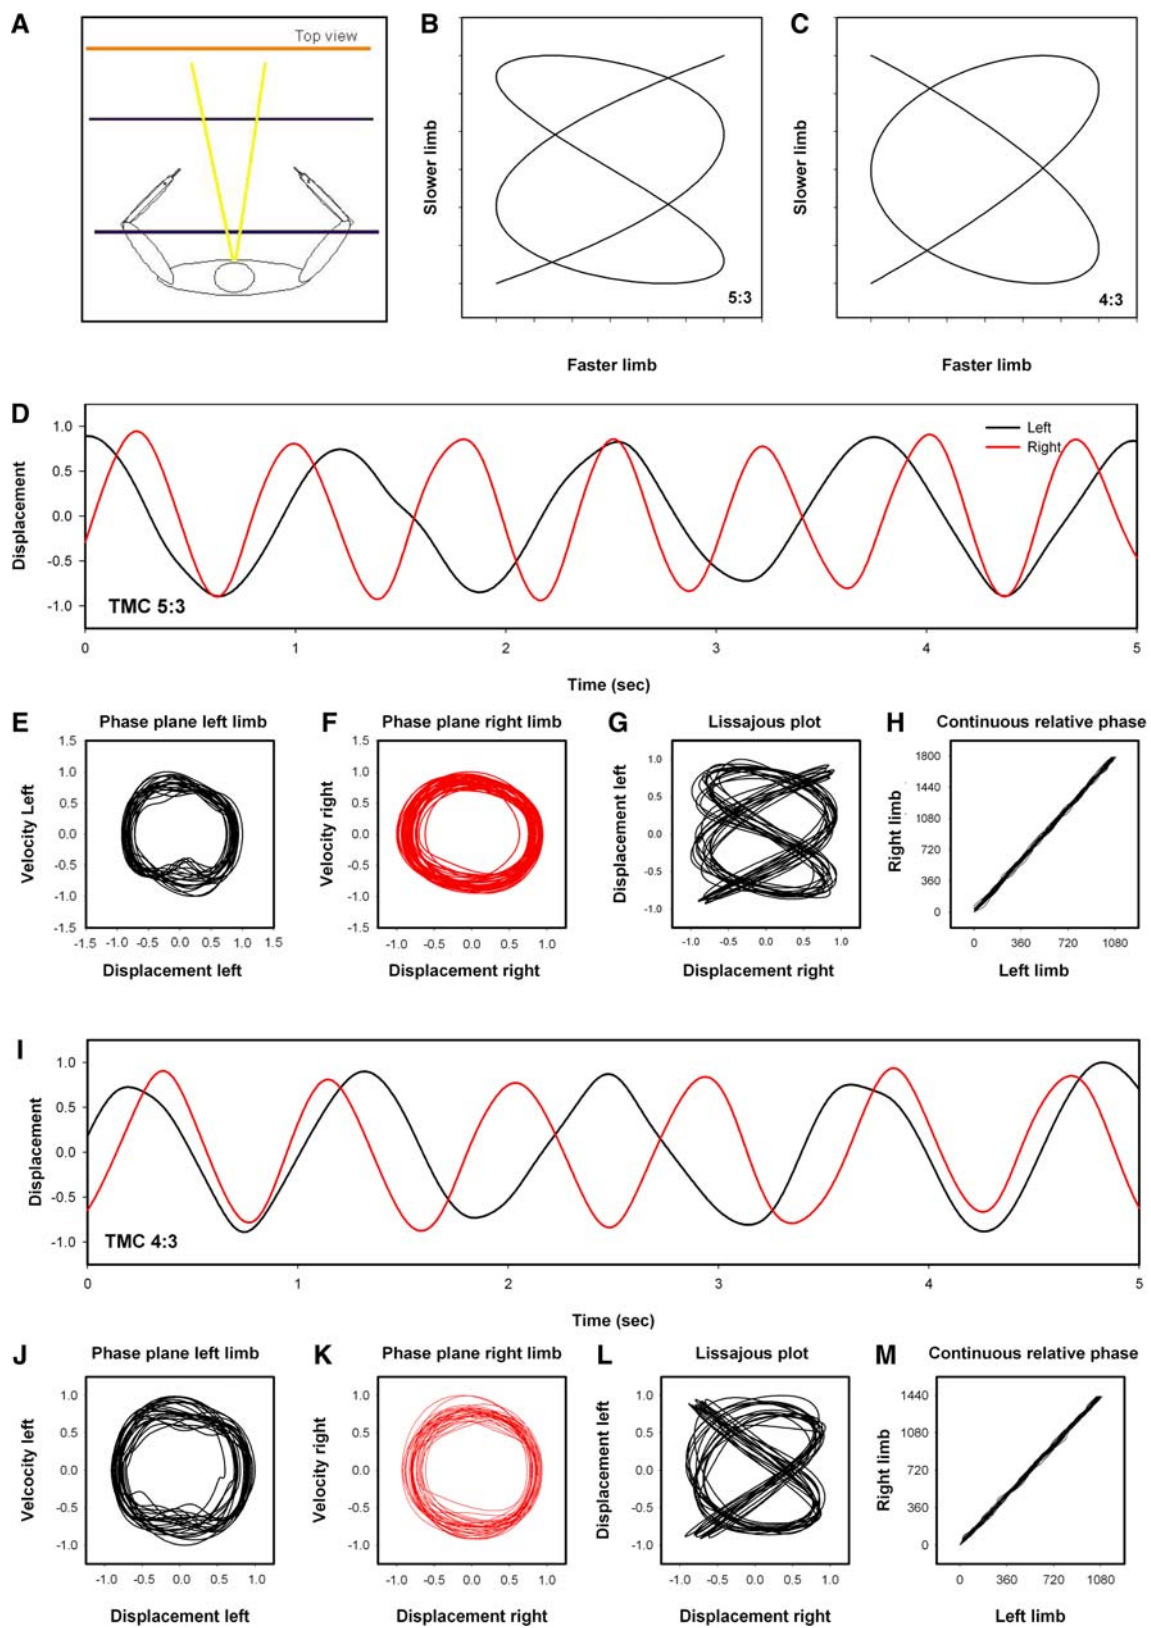 A
Top view
B
Slower limb
5:3
Faster limb
C
Slower limb
4:3
Faster limb
D
Displacement
1.0
0.5
0.0
-0.5
-1.0
Left
Right
TMC 5:3
0 1 2 3 4 5
Time (sec)
E
Phase plane left limb
Velocity Left
1.5
1.0
0.5
0.0
-0.5
-1.0
-1.5
-1.5 -1.0 -0.5 0.0 0.5 1.0 1.5
Displacement left
F
Phase plane right limb
Velocity right
1.5
1.0
0.5
0.0
-0.5
-1.0
-1.5
-1.0 -0.5 0.0 0.5 1.0
Displacement right
G
Lissajous plot
Displacement left
1.0
0.5
0.0
-0.5
-1.0
-1.0 -0.5 0.0 0.5 1.0
Displacement right
H
Continuous relative phase
Right limb
1800
1440
1080
720
360
0
0 360 720 1080
Left limb
I
Displacement
1.0
0.5
0.0
-0.5
-1.0
TMC 4:3
0 1 2 3 4 5
Time (sec)
J
Phase plane left limb
Velcocity left
1.0
0.5
0.0
-0.5
-1.0
-1.0 -0.5 0.0 0.5 1.0
Displacement left
K
Phase plane right limb
Velocity right
1.0
0.5
0.0
-0.5
-1.0
-1.0 -0.5 0.0 0.5 1.0
Displacement right
L
Lissajous plot
Displacement left
1.0
0.5
0.0
-0.5
-1.0
-1.0 -0.5 0.0 0.5 1.0
Displacement right
M
Continuous relative phase
Right limb
1440
1080
720
360
0
0 360 720 1080
Left limb